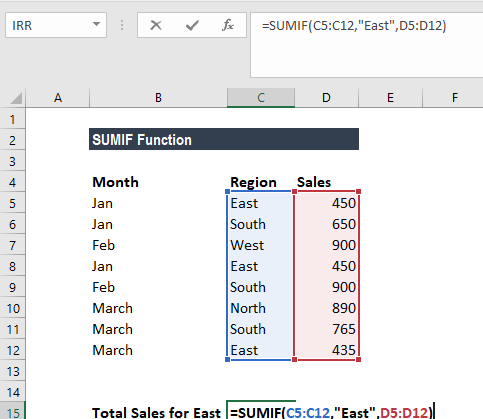 IRR fx =SUMIF(C5:C12,"East",D5:D12)
A B C D E F
1
2 SUMIF Function
3
4 Month Region Sales
5 Jan East 450
6 Jan South 650
7 Feb West 900
8 Jan East 450
9 Feb South 900
10 March North 890
11 March South 765
12 March East 435
13
14
15 Total Sales for East =SUMIF(C5:C12,"East",D5:D12)